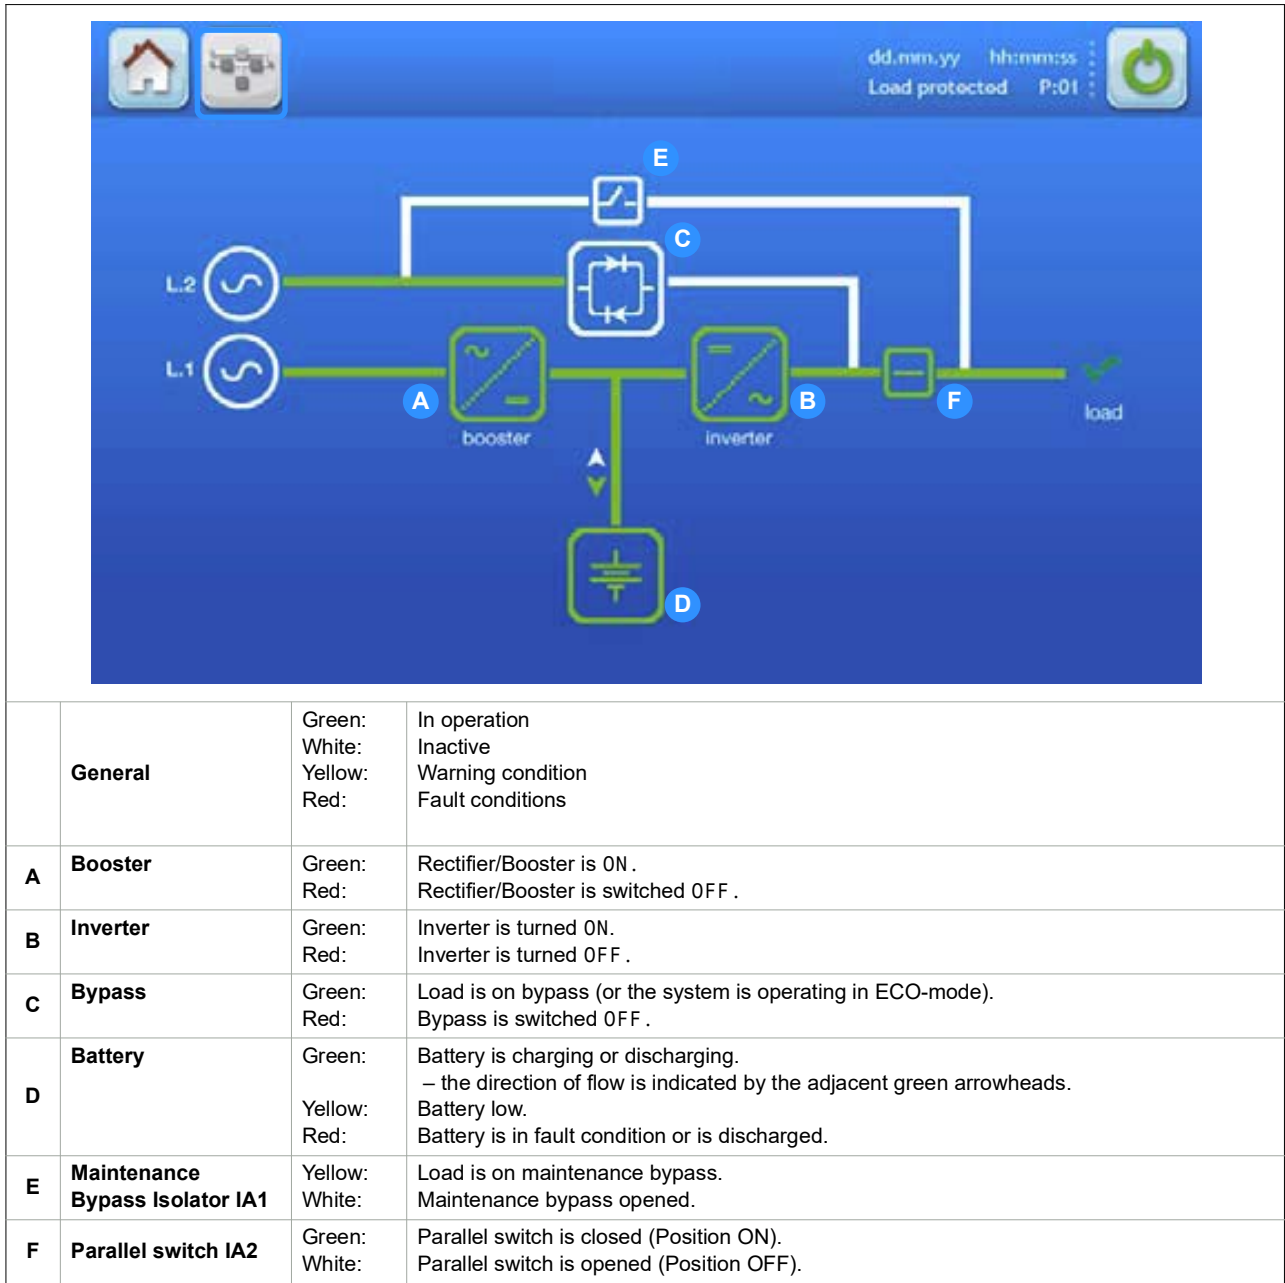 dd.mm.yy hh:mm:ss
Load protected P:01
E
C
L.2
L.1
A
B
F
booster
inverter
load
D
General
Green: In operation
White: Inactive
Yellow: Warning condition
Red: Fault conditions
A Booster Green: Rectifier/Booster is ON.
Red: Rectifier/Booster is switched OFF.
B Inverter Green: Inverter is turned ON.
Red: Inverter is turned OFF.
C Bypass Green: Load is on bypass (or the system is operating in ECO-mode).
Red: Bypass is switched OFF.
D Battery Green: Battery is charging or discharging.
– the direction of flow is indicated by the adjacent green arrowheads.
Yellow: Battery low.
Red: Battery is in fault condition or is discharged.
E Maintenance Yellow: Load is on maintenance bypass.
Bypass Isolator IA1 White: Maintenance bypass opened.
F Parallel switch IA2 Green: Parallel switch is closed (Position ON).
White: Parallel switch is opened (Position OFF).